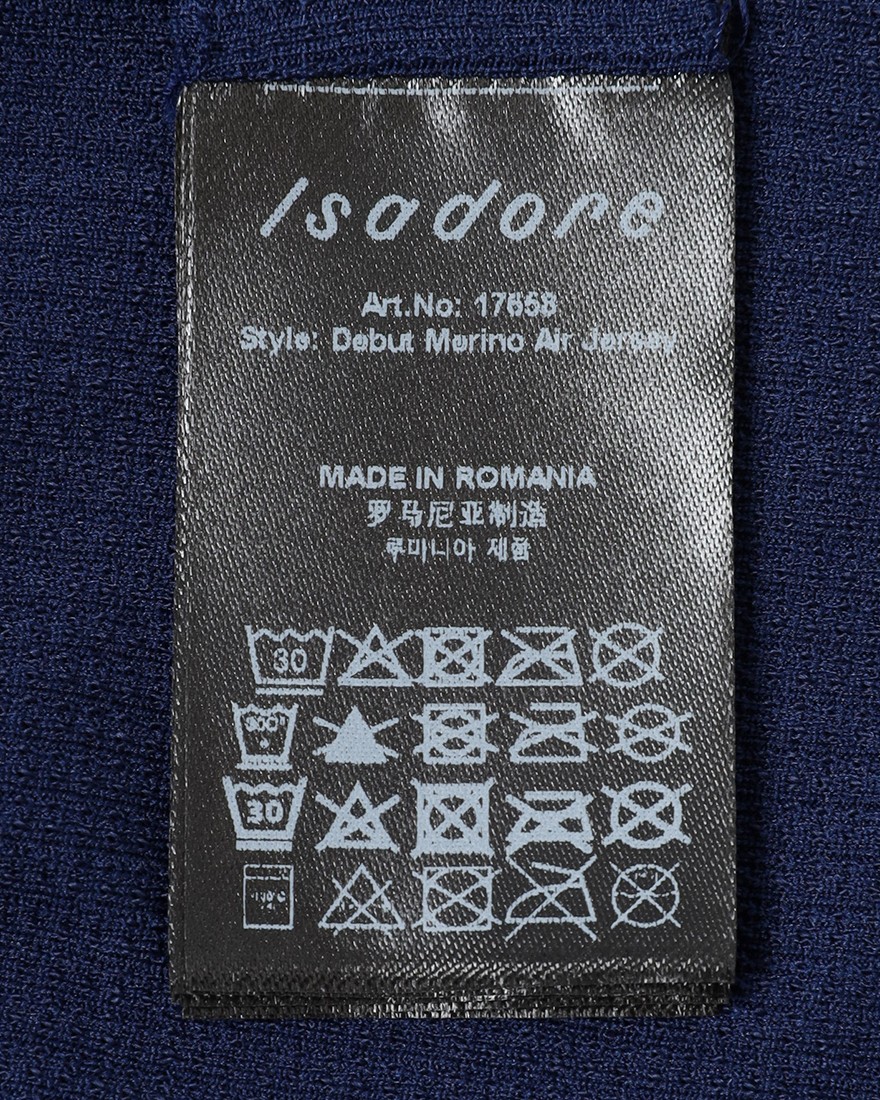 Isadore
Art.No: 17658
Style: Debut Merino Air Jersey
MADE IN ROMANIA
罗马尼亚制造
루마니아 제품
30
30